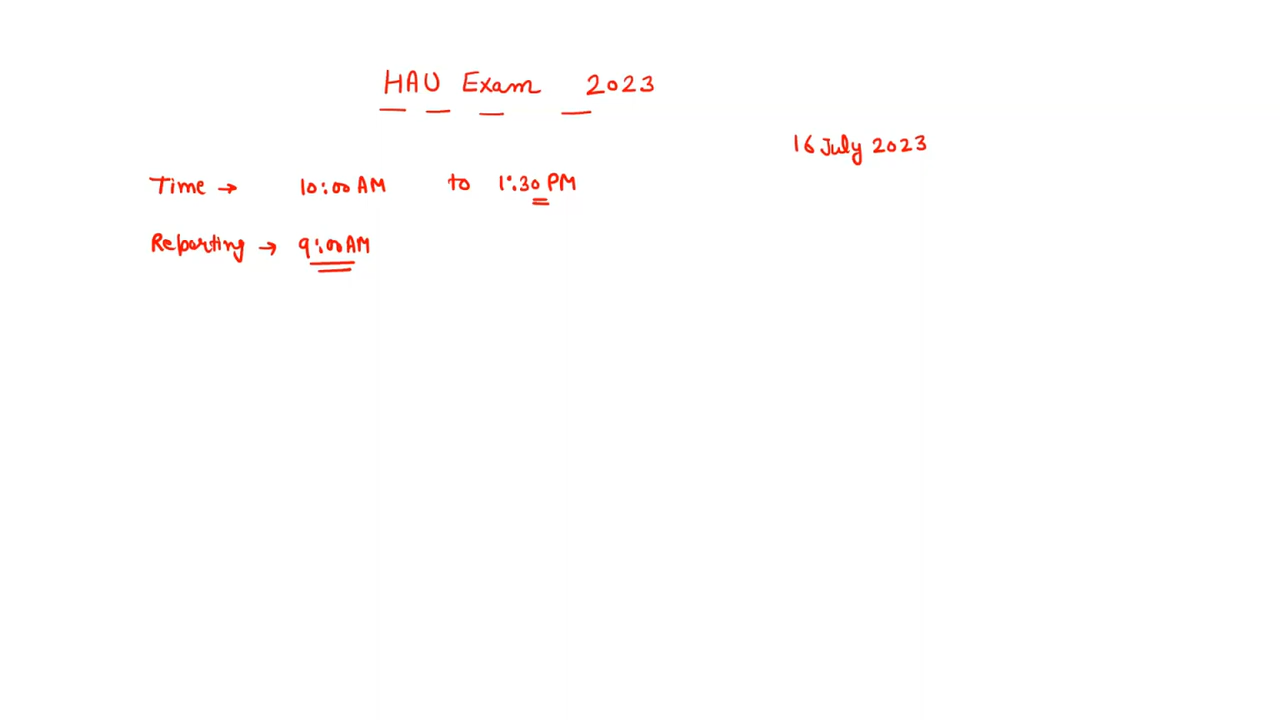 HAU Exam 2023
16 July 2023
Time → 10:00 AM to 1:30 PM
Reporting → 9:00 AM